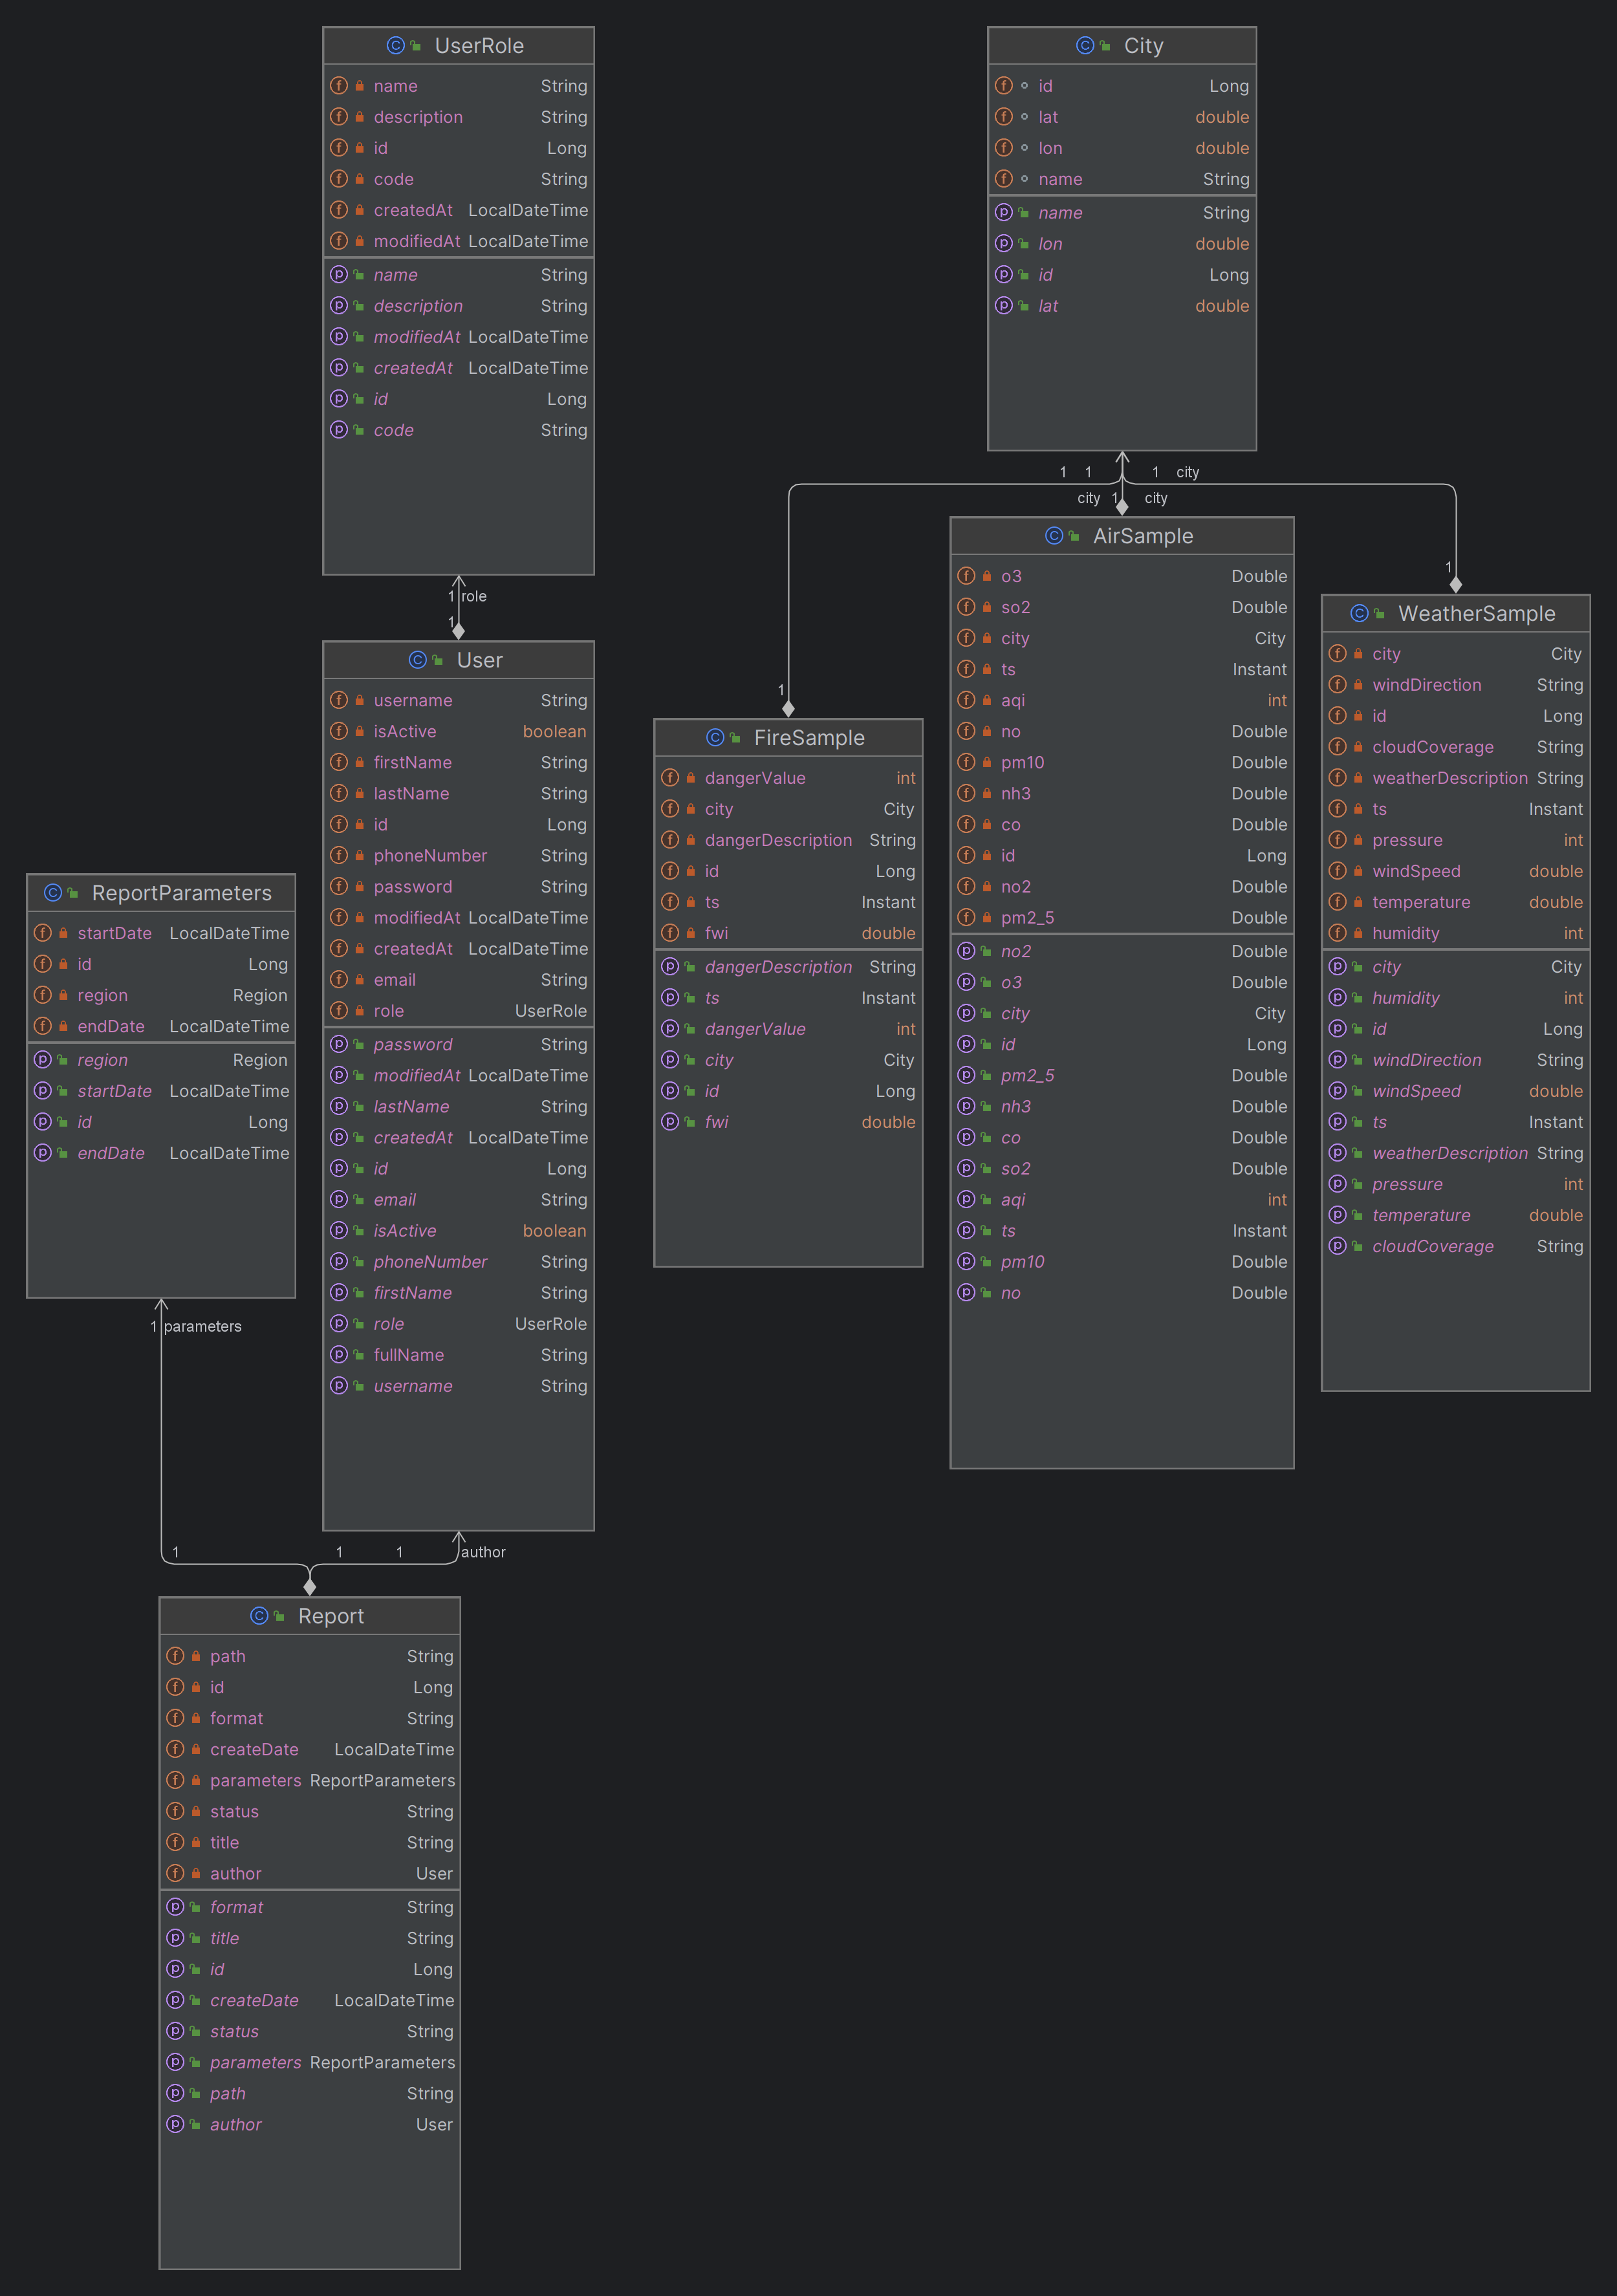 UserRole
name String
description String
id Long
code String
createdAt LocalDateTime
modifiedAt LocalDateTime
name String
description String
modifiedAt LocalDateTime
createdAt LocalDateTime
id Long
code String
City
id Long
lat double
lon double
name String
name String
lon double
id Long
lat double
1 1 1 city
city 1 city
1 role
1
User
username String
isActive boolean
firstName String
lastName String
id Long
phoneNumber String
password String
modifiedAt LocalDateTime
createdAt LocalDateTime
email String
role UserRole
password String
modifiedAt LocalDateTime
lastName String
createdAt LocalDateTime
id Long
email String
isActive boolean
phoneNumber String
firstName String
role UserRole
fullName String
username String
1
FireSample
dangerValue int
city City
dangerDescription String
id Long
ts Instant
fwi double
dangerDescription String
ts Instant
dangerValue int
city City
id Long
fwi double
AirSample
o3 Double
so2 Double
city City
ts Instant
aqi int
no Double
pm10 Double
nh3 Double
co Double
id Long
no2 Double
pm2_5 Double
no2 Double
o3 Double
city City
id Long
pm2_5 Double
nh3 Double
co Double
so2 Double
aqi int
ts Instant
pm10 Double
no Double
1
WeatherSample
city City
windDirection String
id Long
cloudCoverage String
weatherDescription String
ts Instant
pressure int
windSpeed double
temperature double
humidity int
city City
humidity int
id Long
windDirection String
windSpeed double
ts Instant
weatherDescription String
pressure int
temperature double
cloudCoverage String
ReportParameters
startDate LocalDateTime
id Long
region Region
endDate LocalDateTime
region Region
startDate LocalDateTime
id Long
endDate LocalDateTime
1 parameters
1 1 1 author
Report
path String
id Long
format String
createDate LocalDateTime
parameters ReportParameters
status String
title String
author User
format String
title String
id Long
createDate LocalDateTime
status String
parameters ReportParameters
path String
author User